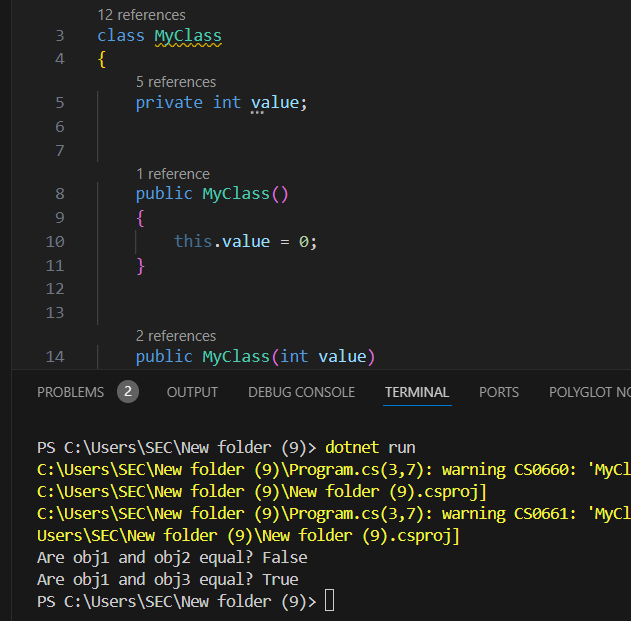 12 references
3 class MyClass
4 {
5 references
5 private int value;
6
7
1 reference
8 public MyClass()
9 {
10 this.value = 0;
11 }
12
13
2 references
14 public MyClass(int value)
PROBLEMS 2 OUTPUT DEBUG CONSOLE TERMINAL PORTS POLYGLOT NO
PS C:\Users\SEC\New folder (9)> dotnet run
C:\Users\SEC\New folder (9)\Program.cs(3,7): warning CS0660: 'MyCl
C:\Users\SEC\New folder (9)\New folder (9).csproj]
C:\Users\SEC\New folder (9)\Program.cs(3,7): warning CS0661: 'MyCl
Users\SEC\New folder (9)\New folder (9).csproj]
Are obj1 and obj2 equal? False
Are obj1 and obj3 equal? True
PS C:\Users\SEC\New folder (9)>